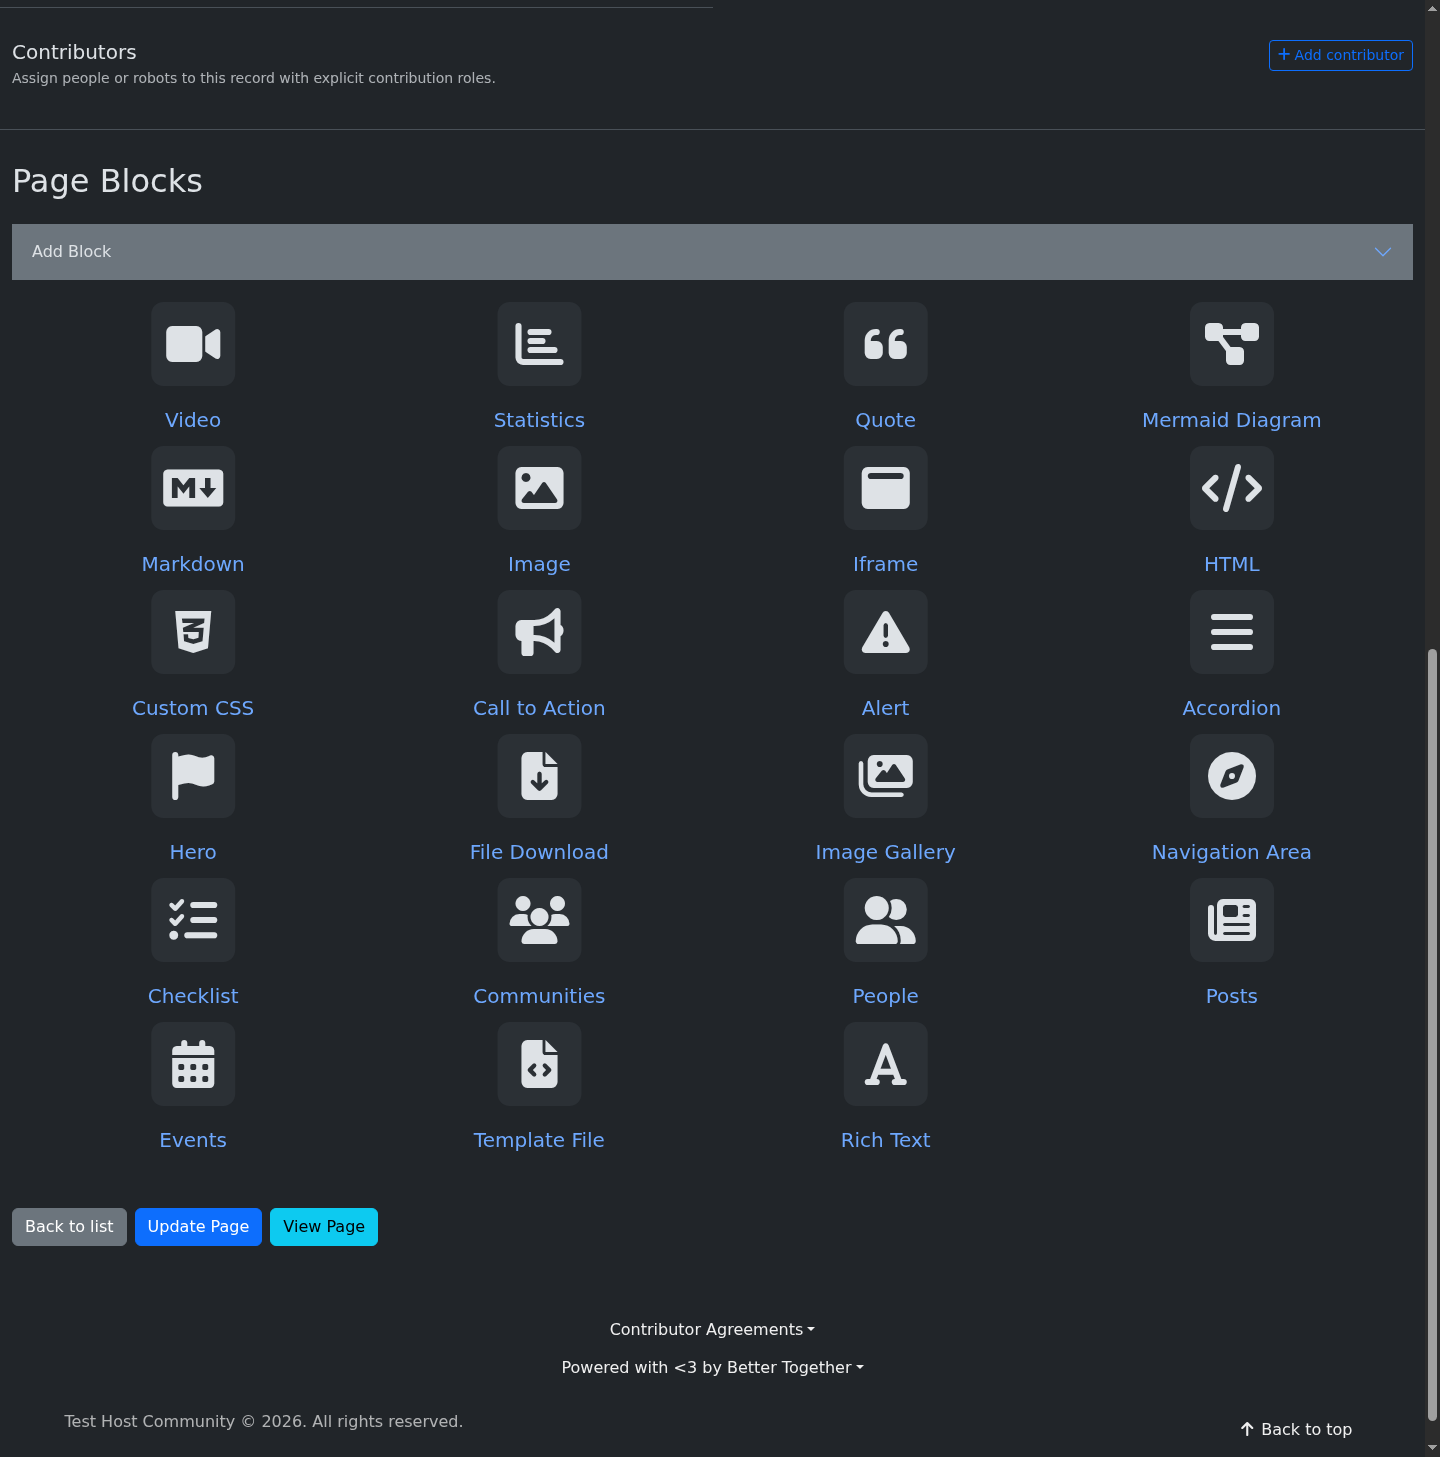 Contributors
+ Add contributor
Assign people or robots to this record with explicit contribution roles.
Page Blocks
Add Block
Video
Statistics
Quote
Mermaid Diagram
Markdown
Image
Iframe
HTML
Custom CSS
Call to Action
Alert
Accordion
Hero
File Download
Image Gallery
Navigation Area
Checklist
Communities
People
Posts
Events
Template File
Rich Text
Back to list
Update Page
View Page
Contributor Agreements
Powered with <3 by Better Together
Test Host Community © 2026. All rights reserved.
Back to top